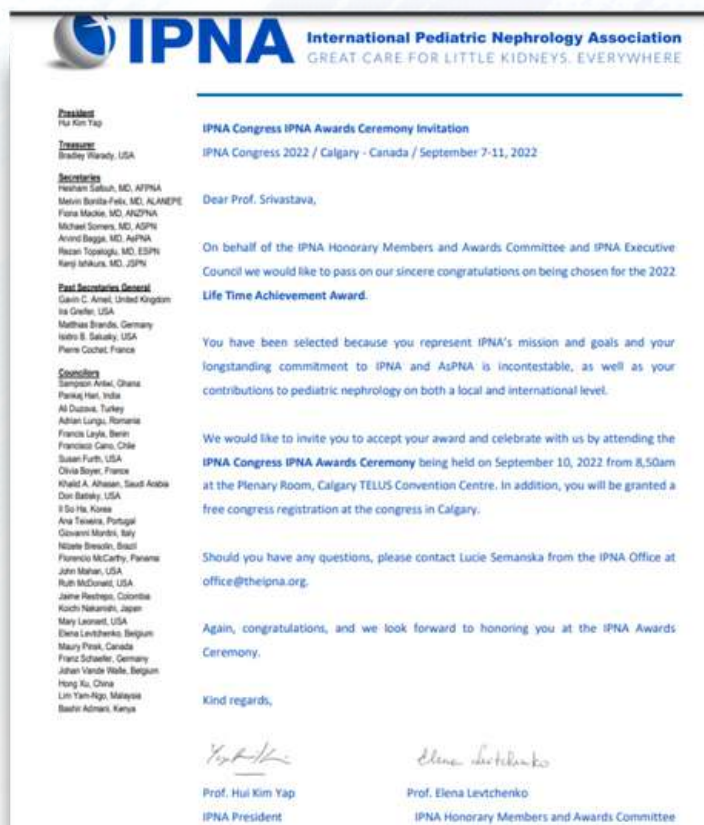 IPNA
International Pediatric Nephrology Association
GREAT CARE FOR LITTLE KIDNEYS. EVERYWHERE
President
Hui Kim Yap
Treasurer
Bradley Warady, USA
Secretaries
Hesham Safouh, MD, AFPNA
Melvin Bonilla-Felix, MD, ALANEPE
Fiona Mackie, MD, ANZPNA
Michael Somers, MD, ASPN
Arvind Bagga, MD, AsPNA
Rezan Topaloglu, MD, ESPN
Kenji Ishikura, MD, JSPN
Past Secretaries General
Gavin C. Arneil, United Kingdom
Ira Greifer, USA
Matthias Brandis, Germany
Isidro B. Salusky, USA
Pierre Cochat, France
Councilors
Sampson Antwi, Ghana
Pankaj Hari, India
Ali Duzova, Turkey
Adrian Lungu, Romania
Francis Layla, Benin
Francisco Cano, Chile
Susan Furth, USA
Olivia Boyer, France
Khalid A. Alhasan, Saudi Arabia
Don Batisky, USA
Il So Ha, Korea
Ana Teixeira, Portugal
Giovanni Montini, Italy
Nilzete Bresolin, Brazil
Florencio McCarthy, Panama
John Mahan, USA
Ruth McDonald, USA
Jaime Restrepo, Colombia
Koichi Nakanishi, Japan
Mary Leonard, USA
Elena Levtchenko, Belgium
Maury Pinsk, Canada
Franz Schaefer, Germany
Johan Vande Walle, Belgium
Hong Xu, China
Lim Yam-Ngo, Malaysia
Bashir Admani, Kenya
IPNA Congress IPNA Awards Ceremony Invitation
IPNA Congress 2022 / Calgary - Canada / September 7-11, 2022
Dear Prof. Srivastava,
On behalf of the IPNA Honorary Members and Awards Committee and IPNA Executive
Council we would like to pass on our sincere congratulations on being chosen for the 2022
Life Time Achievement Award.
You have been selected because you represent IPNA's mission and goals and your
longstanding commitment to IPNA and AsPNA is incontestable, as well as your
contributions to pediatric nephrology on both a local and international level.
We would like to invite you to accept your award and celebrate with us by attending the
IPNA Congress IPNA Awards Ceremony being held on September 10, 2022 from 8,50am
at the Plenary Room, Calgary TELUS Convention Centre. In addition, you will be granted a
free congress registration at the congress in Calgary.
Should you have any questions, please contact Lucie Semanska from the IPNA Office at
office@theipna.org.
Again, congratulations, and we look forward to honoring you at the IPNA Awards
Ceremony.
Kind regards,
Elena Levtchenko
Prof. Hui Kim Yap
IPNA President
Prof. Elena Levtchenko
IPNA Honorary Members and Awards Committee